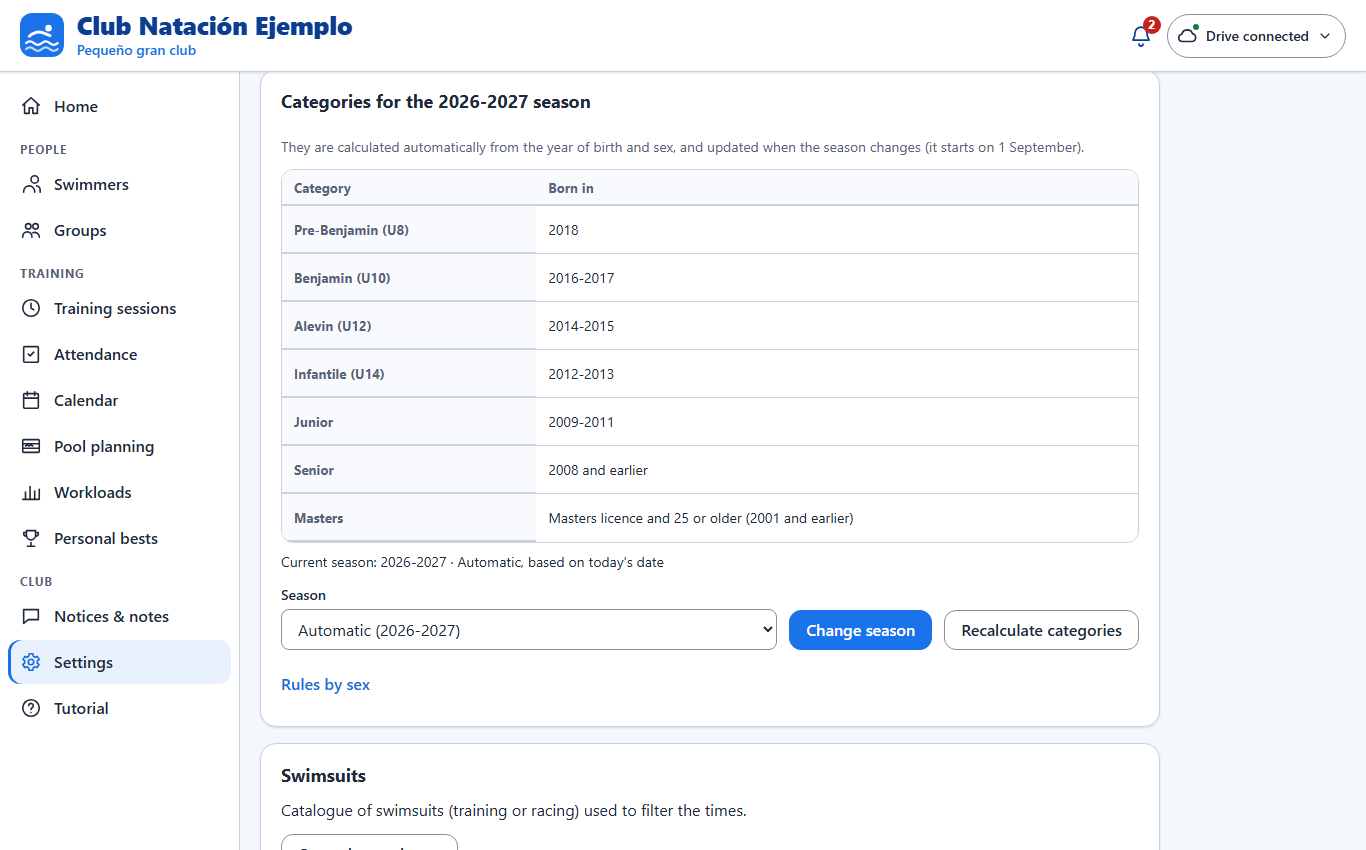 Club Natación Ejemplo
Pequeño gran club
2
Drive connected
Home
PEOPLE
Swimmers
Groups
TRAINING
Training sessions
Attendance
Calendar
Pool planning
Workloads
Personal bests
CLUB
Notices & notes
Settings
Tutorial
Categories for the 2026-2027 season
They are calculated automatically from the year of birth and sex, and updated when the season changes (it starts on 1 September).
Category Born in
Pre-Benjamin (U8) 2018
Benjamin (U10) 2016-2017
Alevin (U12) 2014-2015
Infantile (U14) 2012-2013
Junior 2009-2011
Senior 2008 and earlier
Masters Masters licence and 25 or older (2001 and earlier)
Current season: 2026-2027 · Automatic, based on today's date
Season
Automatic (2026-2027)
Change season
Recalculate categories
Rules by sex
Swimsuits
Catalogue of swimsuits (training or racing) used to filter the times.